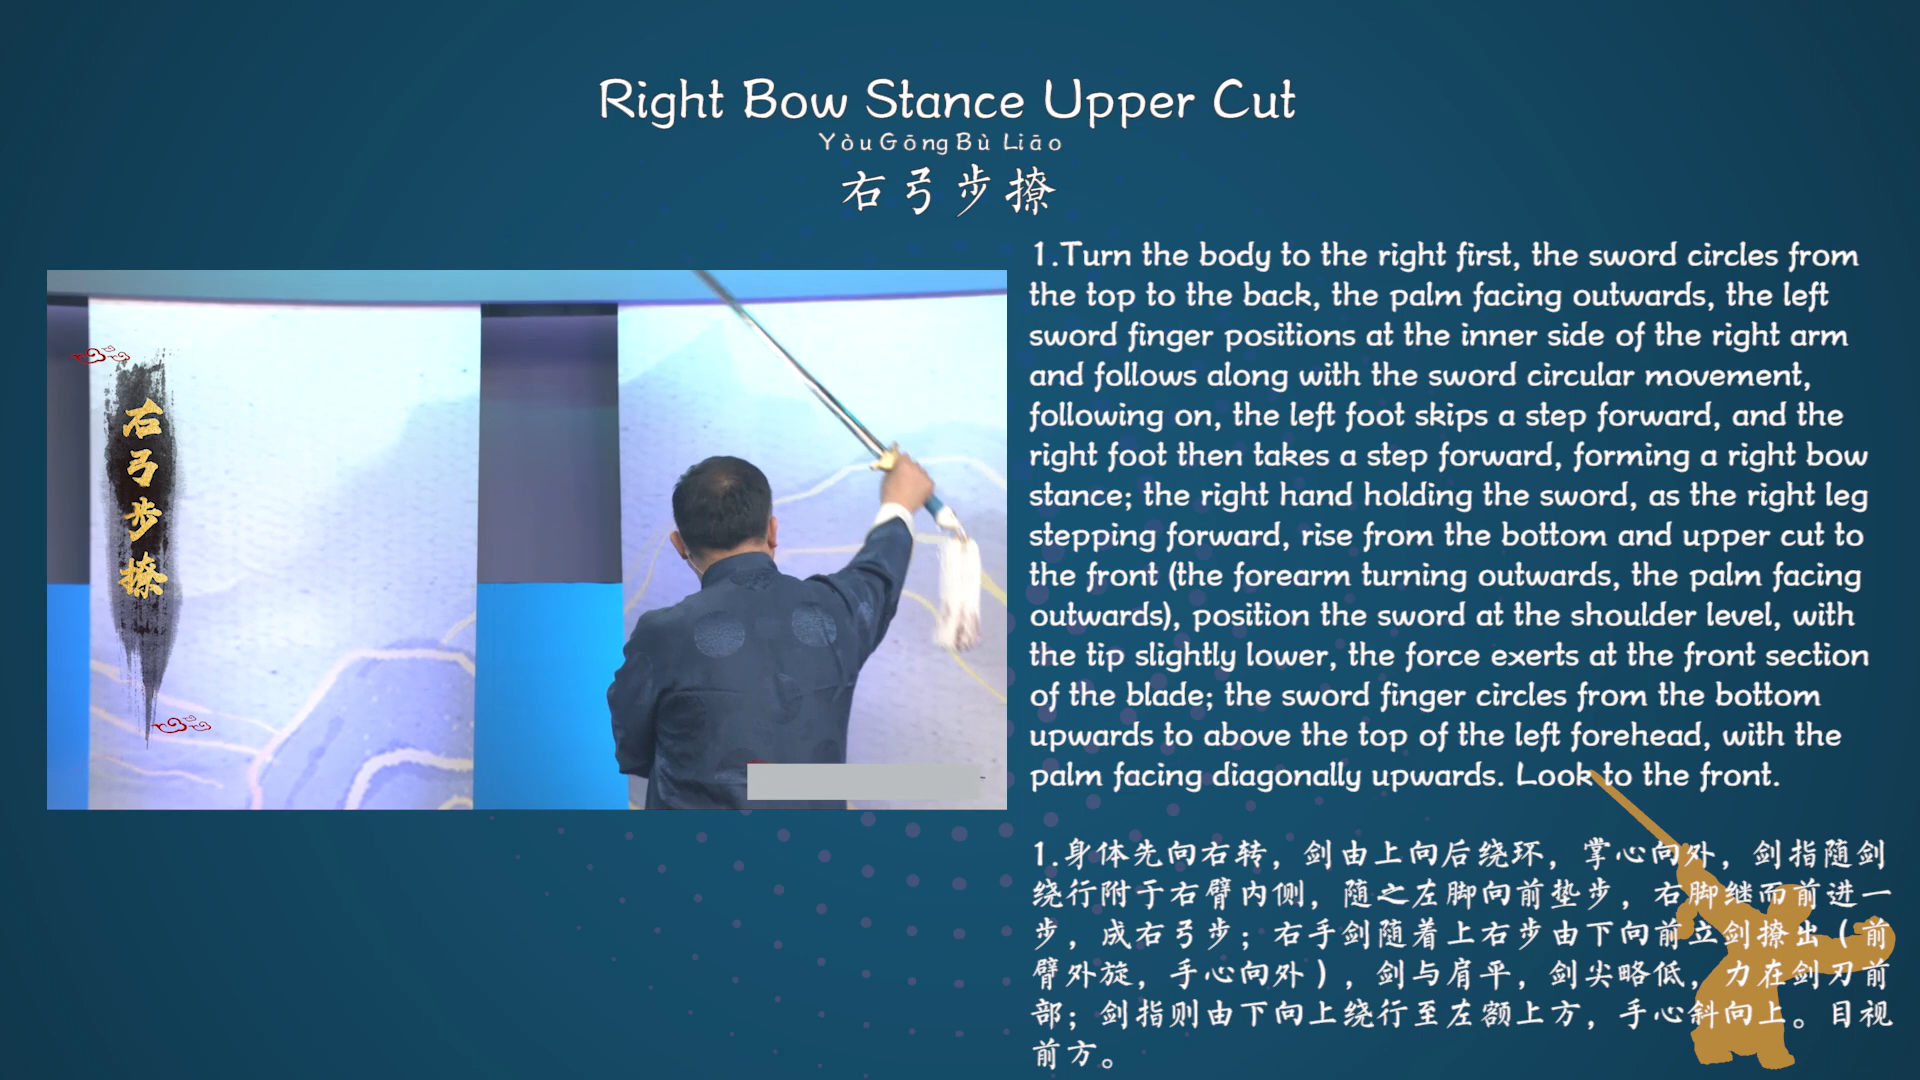 Right Bow Stance Upper Cut
Yòu Gōng Bù Liāo
右弓步撩
右弓步撩
1.Turn the body to the right first, the sword circles from
the top to the back, the palm facing outwards, the left
sword finger positions at the inner side of the right arm
and follows along with the sword circular movement,
following on, the left foot skips a step forward, and the
right foot then takes a step forward, forming a right bow
stance; the right hand holding the sword, as the right leg
stepping forward, rise from the bottom and upper cut to
the front (the forearm turning outwards, the palm facing
outwards), position the sword at the shoulder level, with
the tip slightly lower, the force exerts at the front section
of the blade; the sword finger circles from the bottom
upwards to above the top of the left forehead, with the
palm facing diagonally upwards. Look to the front.
1.身体先向右转，剑由上向后绕环，掌心向外，剑指随剑
绕行附于右臂内侧，随之左脚向前垫步，右脚继而前进一
步，成右弓步；右手剑随着上右步由下向前立剑撩出（前
臂外旋，手心向外），剑与肩平，剑尖略低，力在剑刃前
部；剑指则由下向上绕行至左额上方，手心斜向上。目视
前方。